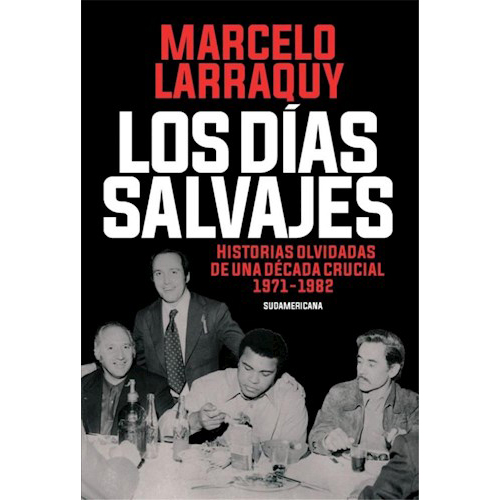 MARCELO
LARRAQUY
LOS DÍAS
SALVAJES
HISTORIAS OLVIDADAS
DE UNA DÉCADA CRUCIAL
1971-1982
SUDAMERICANA